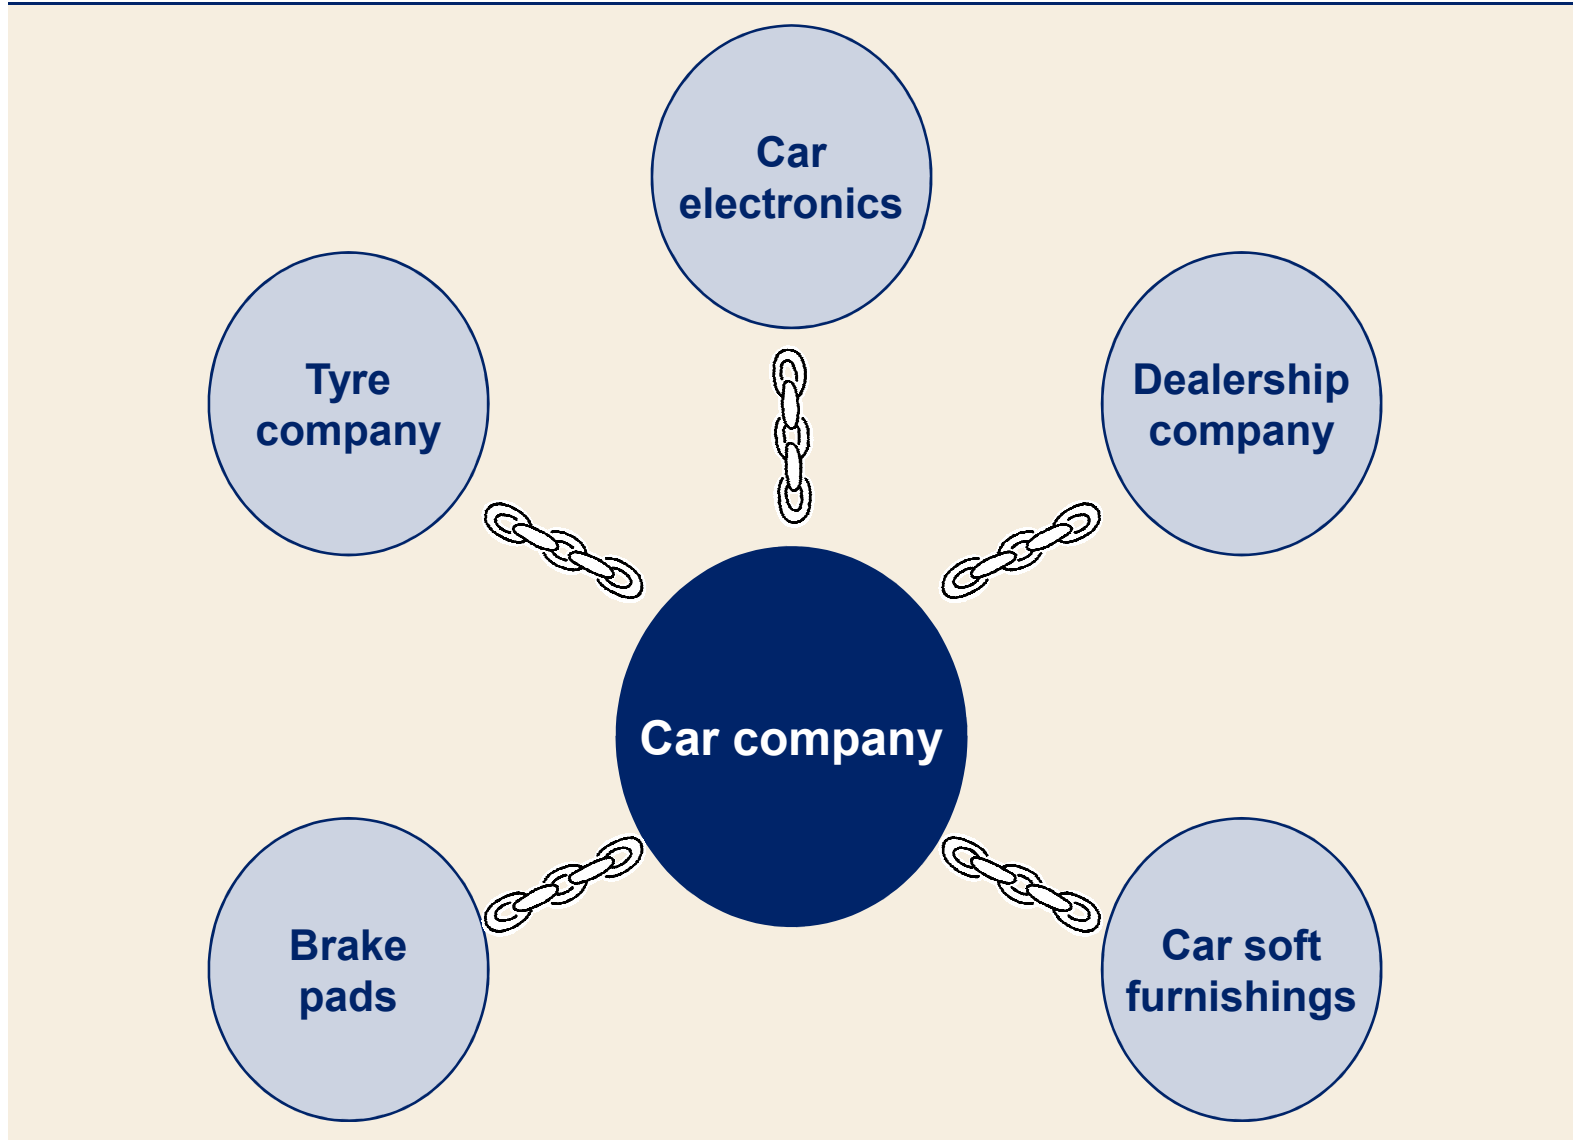 Car
electronics
Tyre
company
Dealership
company
Car company
Brake
pads
Car soft
furnishings